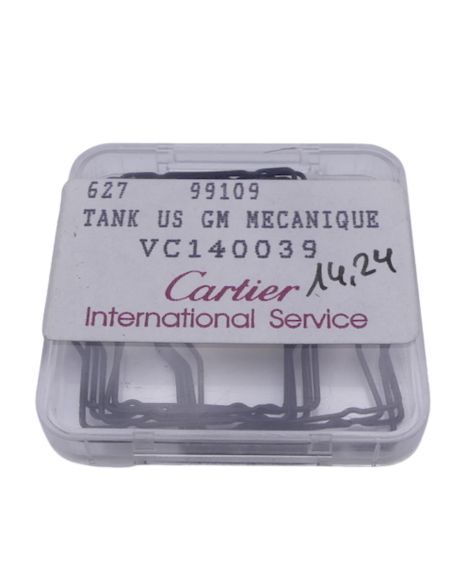 627 99109
TANK US GM MECANIQUE
VC140039
Cartier 14,24
International Service